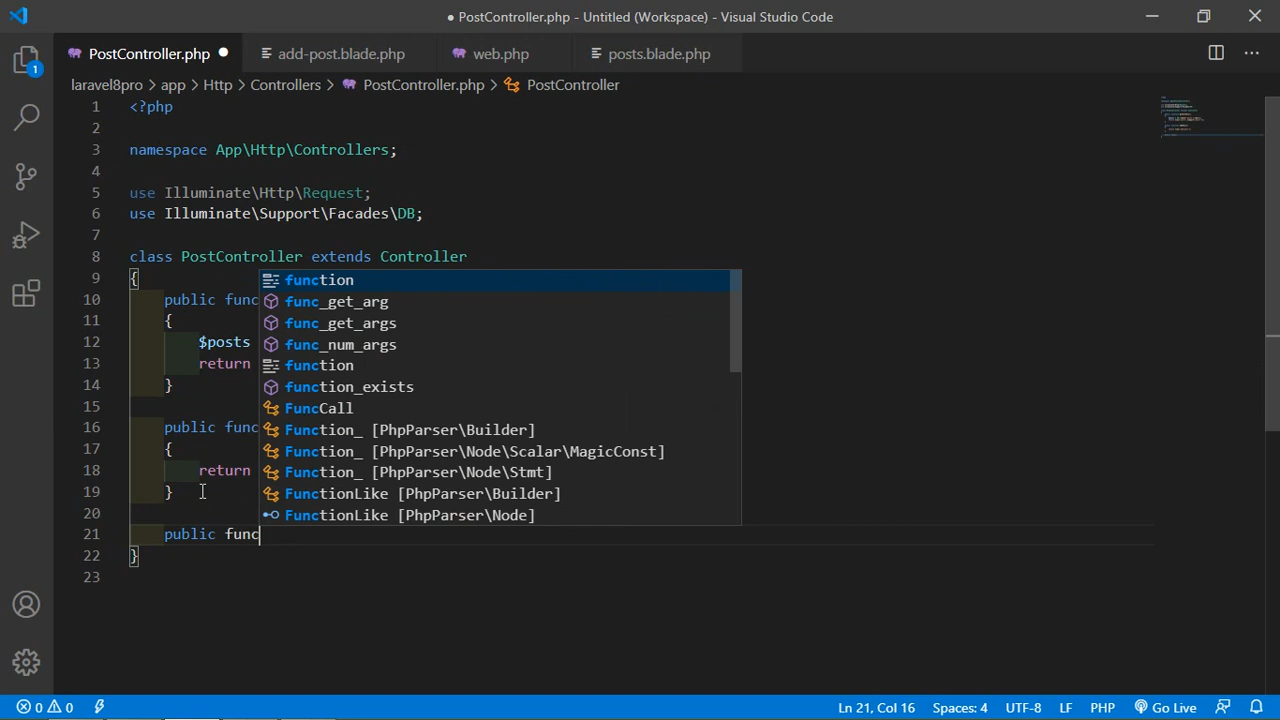 ● PostController.php - Untitled (Workspace) - Visual Studio Code
PostController.php ● add-post.blade.php web.php posts.blade.php
laravel8pro > app > Http > Controllers > PostController.php > PostController
1 <?php
2
3 namespace App\Http\Controllers;
4
5 use Illuminate\Http\Request;
6 use Illuminate\Support\Facades\DB;
7
8 class PostController extends Controller
9 {
function
10 public func
func_get_arg
11 {
func_get_args
12 $posts
func_num_args
13 return
function
14 }
function_exists
15
FuncCall
16 public func
Function_ [PhpParser\Builder]
17 {
Function_ [PhpParser\Node\Scalar\MagicConst]
18 return
Function_ [PhpParser\Node\Stmt]
19 }
FunctionLike [PhpParser\Builder]
20
FunctionLike [PhpParser\Node]
21 public func
22 }
23
1
0 0 Ln 21, Col 16 Spaces: 4 UTF-8 LF PHP Go Live